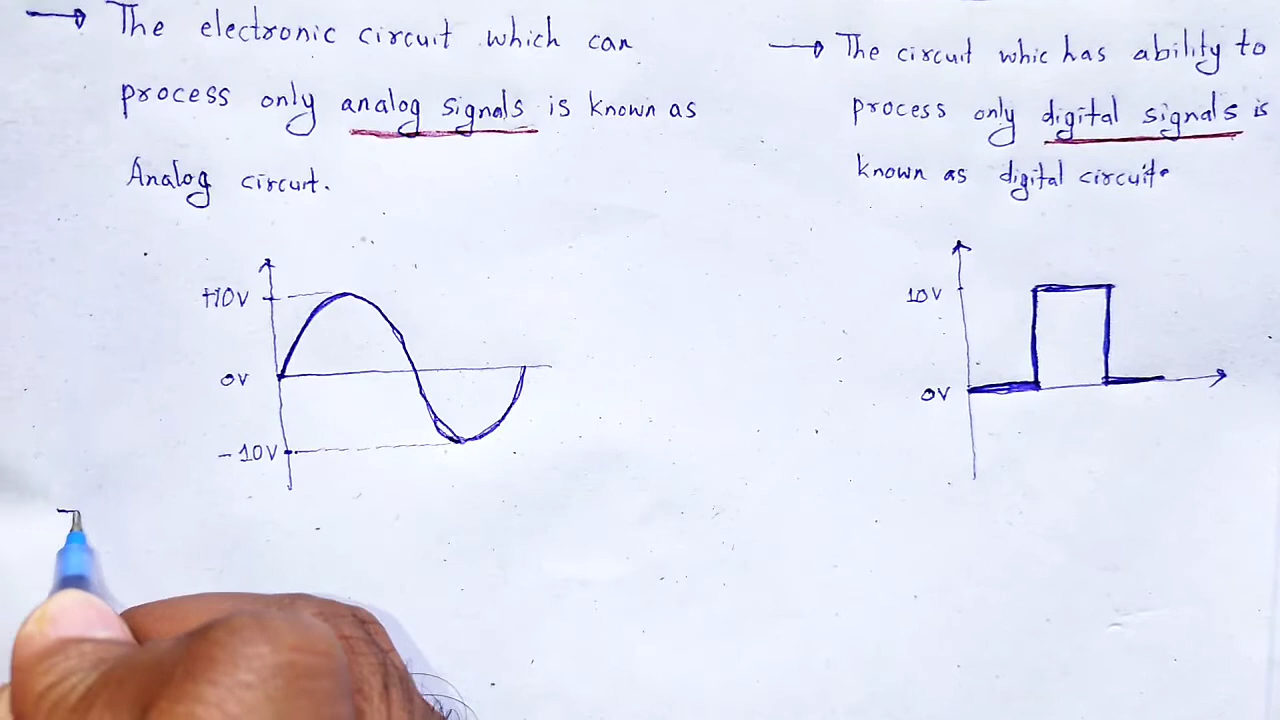 → The electronic circuit which can
process only analog signals is known as
Analog circuit.
+10V
0V
-10V
→ The circuit whic has ability to
process only digital signals is
known as digital circuit.
10V
0V